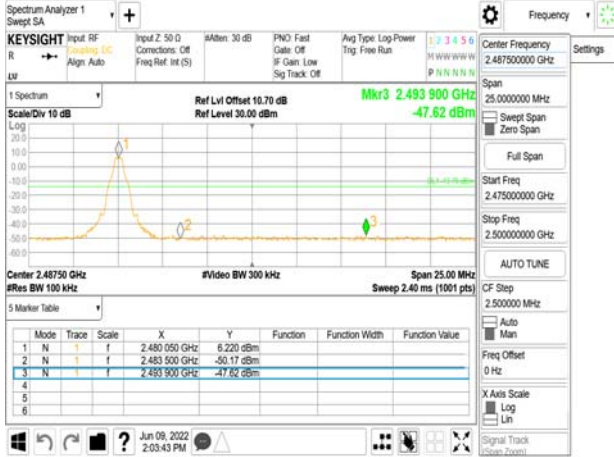 Spectrum Analyzer 1
Swept SA
Frequency
Settings
KEYSIGHT
R
Input: RF
Coupling: DC
Align: Auto
Input Z: 50 Ω
Corrections: Off
Freq Ref: Int (S)
#Atten: 30 dB
PNO: Fast
Gate: Off
IF Gain: Low
Sig Track: Off
Avg Type: Log-Power
Trig: Free Run
1 2 3 4 5 6
M W W W W W
P N N N N N
1 Spectrum
Scale/Div 10 dB
Ref Lvl Offset 10.70 dB
Ref Level 30.00 dBm
Mkr3 2.493 900 GHz
-47.62 dBm
Log
20.0
10.0
0.00
-10.0
-20.0
-30.0
-40.0
-50.0
-60.0
1
2
3
Center 2.48750 GHz
#Res BW 100 kHz
#Video BW 300 kHz
Span 25.00 MHz
Sweep 2.40 ms (1001 pts)
5 Marker Table
Mode Trace Scale X Y Function Function Width Function Value
1 N 1 f 2.480 050 GHz 6.220 dBm
2 N 1 f 2.483 500 GHz -50.17 dBm
3 N 1 f 2.493 900 GHz -47.62 dBm
4
5
6
Jun 09, 2022
2:03:43 PM
Center Frequency
2.487500000 GHz
Span
25.0000000 MHz
Swept Span
Zero Span
Full Span
Start Freq
2.475000000 GHz
Stop Freq
2.500000000 GHz
AUTO TUNE
CF Step
2.500000 MHz
Auto
Man
Freq Offset
0 Hz
X Axis Scale
Log
Lin
Signal Track
(Span Zoom)